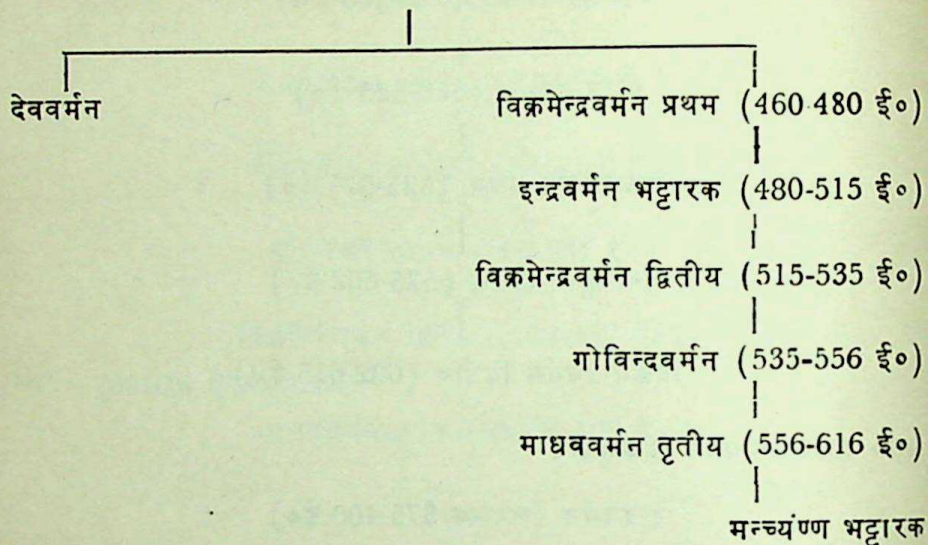 देववर्मन विक्रमेन्द्रवर्मन प्रथम (460-480 ई०)
इन्द्रवर्मन भट्टारक (480-515 ई०)
विक्रमेन्द्रवर्मन द्वितीय (515-535 ई०)
गोविन्दवर्मन (535-556 ई०)
माधववर्मन तृतीय (556-616 ई०)
मन्च्यंण्ण भट्टारक